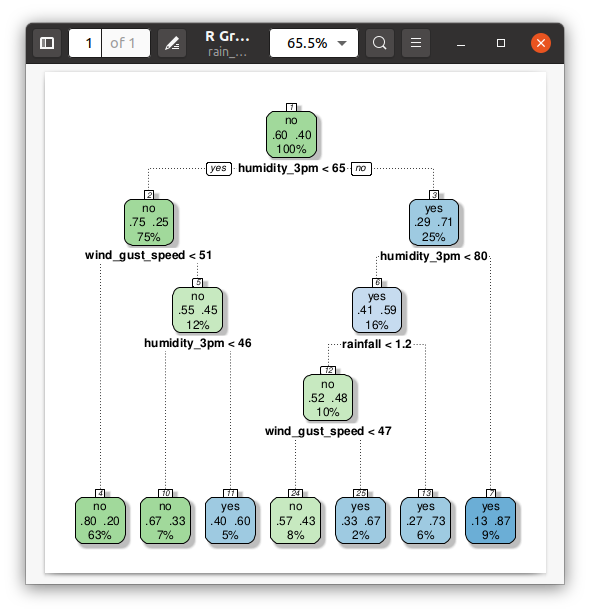 1 of 1
R Gr...
rain_...
65.5%
1
no
.60 .40
100%
yes humidity_3pm < 65 no
2
no
.75 .25
75%
wind_gust_speed < 51
3
yes
.29 .71
25%
humidity_3pm < 80
5
no
.55 .45
12%
humidity_3pm < 46
6
yes
.41 .59
16%
rainfall < 1.2
12
no
.52 .48
10%
wind_gust_speed < 47
4
no
.80 .20
63%
10
no
.67 .33
7%
11
yes
.40 .60
5%
24
no
.57 .43
8%
25
yes
.33 .67
2%
13
yes
.27 .73
6%
7
yes
.13 .87
9%